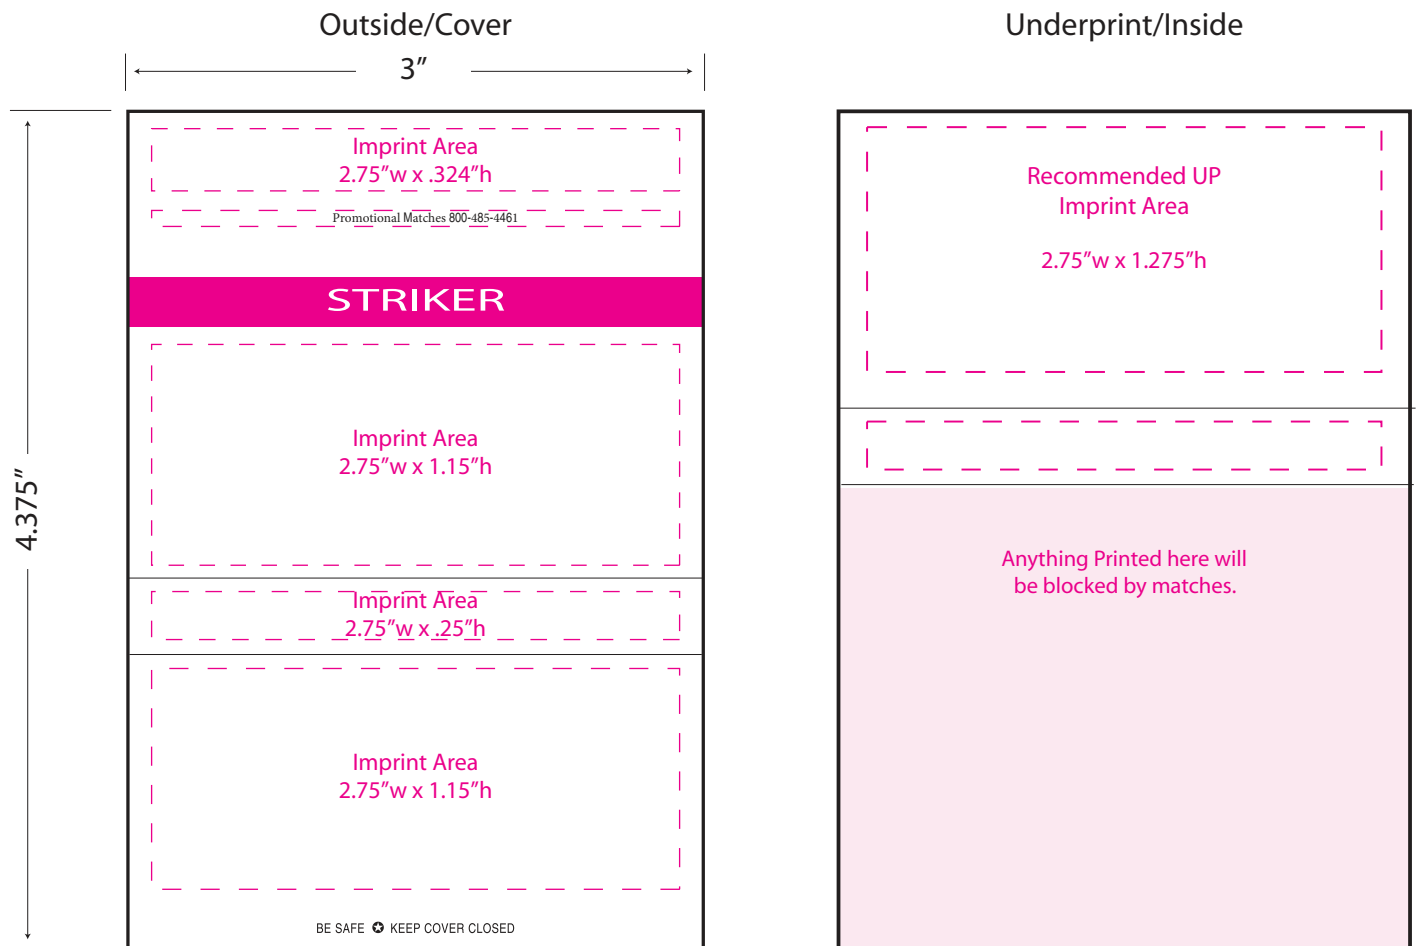 Outside/Cover
3”
4.375”
Imprint Area
2.75”w x .324”h
Promotional Matches 800-485-4461
STRIKER
Imprint Area
2.75”w x 1.15”h
Imprint Area
2.75”w x .25”h
Imprint Area
2.75”w x 1.15”h
BE SAFE ✪ KEEP COVER CLOSED
Underprint/Inside
Recommended UP
Imprint Area
2.75”w x 1.275”h
Anything Printed here will
be blocked by matches.